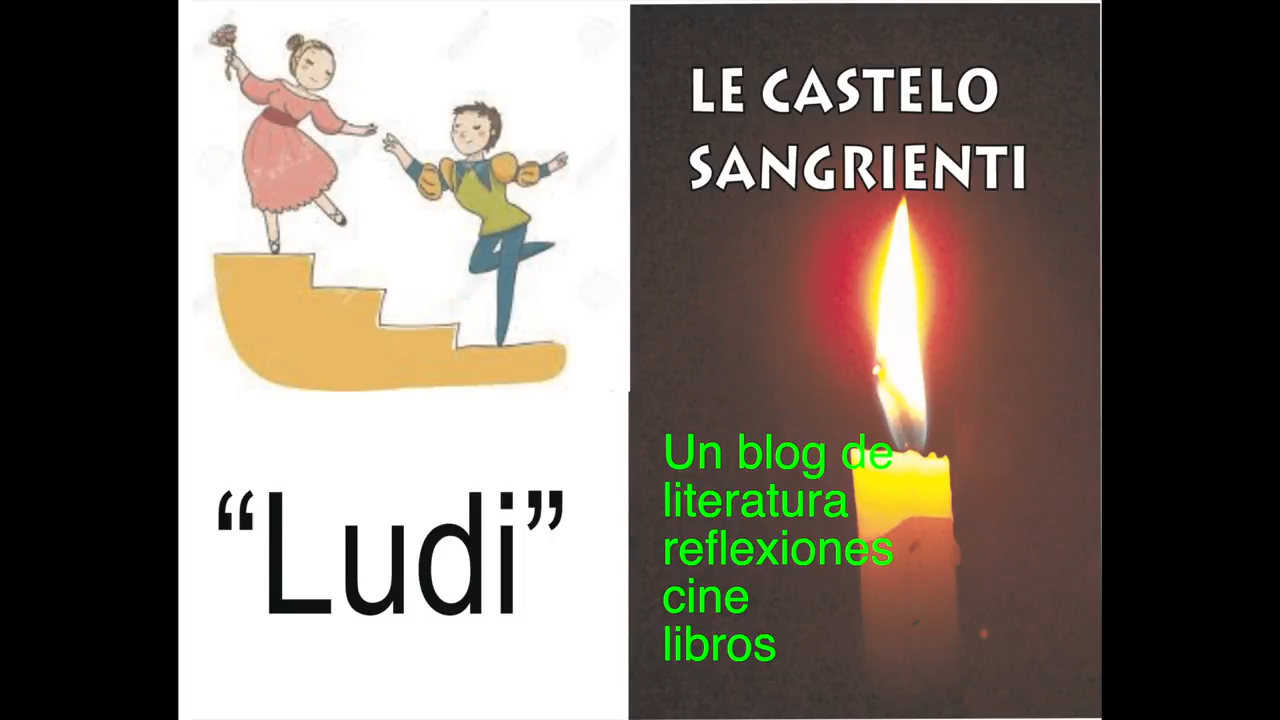 “Ludi”
LE CASTELO
SANGRIENTI
Un blog de
literatura
reflexiones
cine
libros